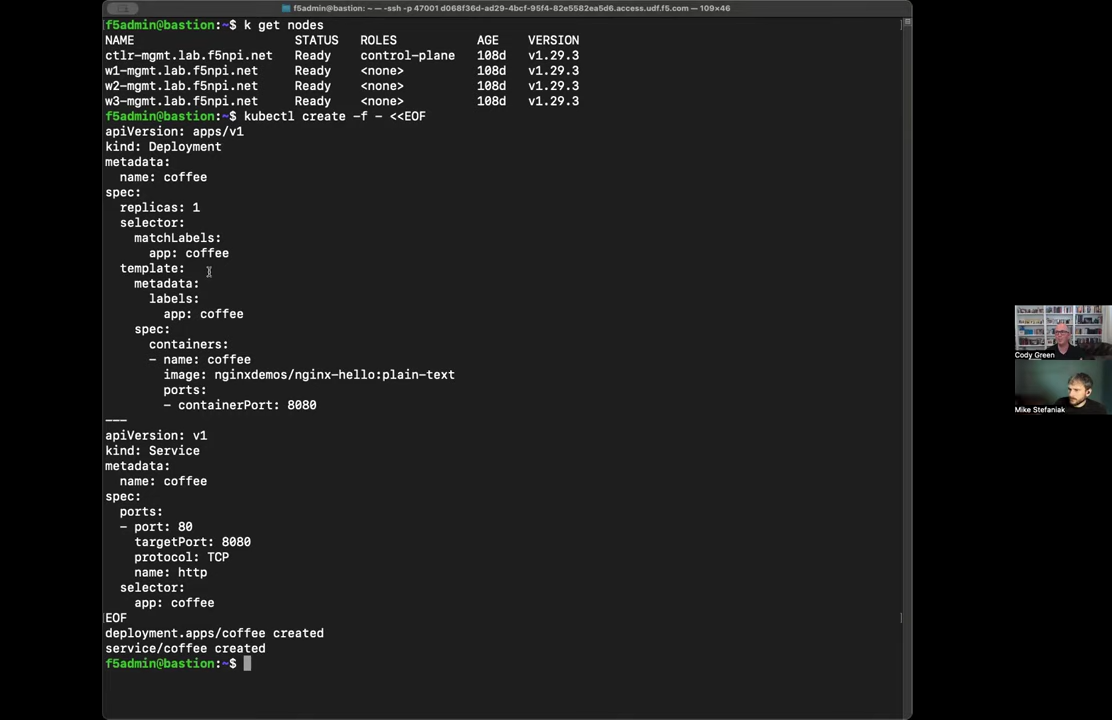 f5admin@bastion: ~ — -ssh -p 47001 d068f36d-ad29-4bcf-95f4-82e5582ea5d6.access.udf.f5.com — 109×46
f5admin@bastion:~$ k get nodes
NAME STATUS ROLES AGE VERSION
ctlr-mgmt.lab.f5npi.net Ready control-plane 108d v1.29.3
w1-mgmt.lab.f5npi.net Ready <none> 108d v1.29.3
w2-mgmt.lab.f5npi.net Ready <none> 108d v1.29.3
w3-mgmt.lab.f5npi.net Ready <none> 108d v1.29.3
f5admin@bastion:~$ kubectl create -f - <<EOF
apiVersion: apps/v1
kind: Deployment
metadata:
  name: coffee
spec:
  replicas: 1
  selector:
    matchLabels:
      app: coffee
  template:
    metadata:
      labels:
        app: coffee
    spec:
      containers:
      - name: coffee
        image: nginxdemos/nginx-hello:plain-text
        ports:
        - containerPort: 8080
---
apiVersion: v1
kind: Service
metadata:
  name: coffee
spec:
  ports:
  - port: 80
    targetPort: 8080
    protocol: TCP
    name: http
  selector:
    app: coffee
EOF
deployment.apps/coffee created
service/coffee created
f5admin@bastion:~$
Cody Green
Mike Stefaniak